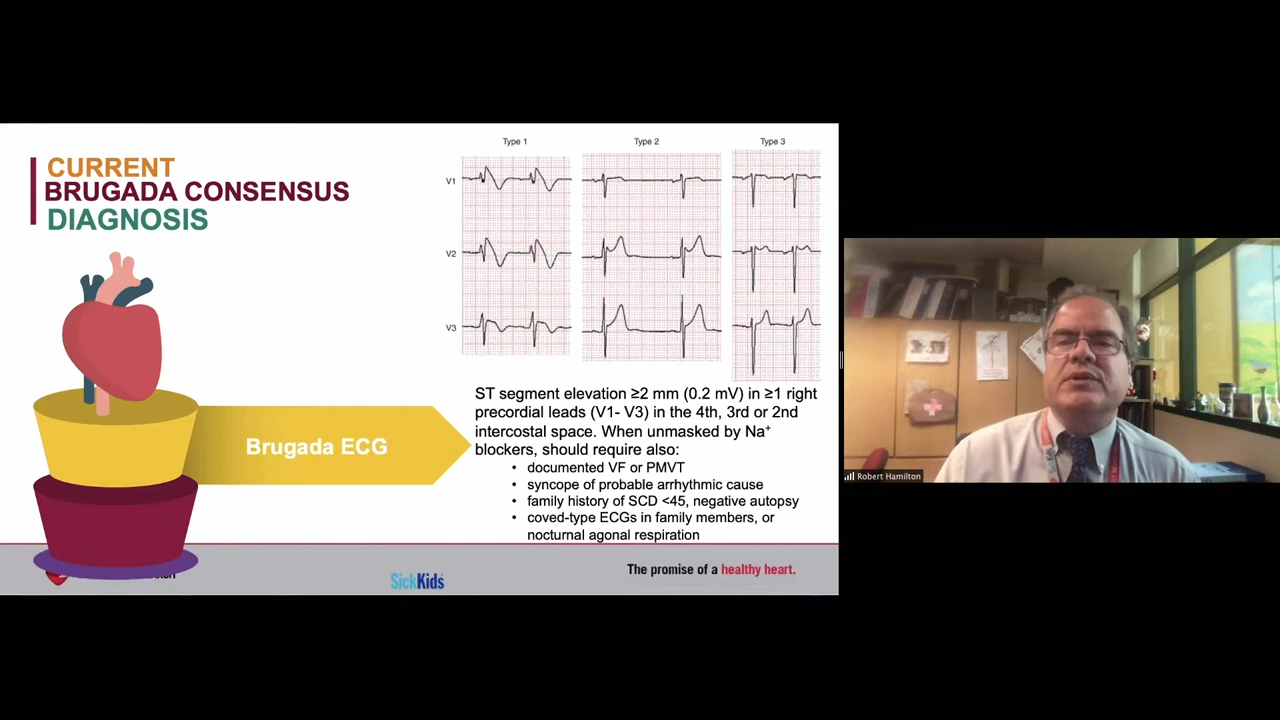 CURRENT
BRUGADA CONSENSUS
DIAGNOSIS
Brugada ECG
Type 1
Type 2
Type 3
V1
V2
V3
ST segment elevation ≥2 mm (0.2 mV) in ≥1 right
precordial leads (V1- V3) in the 4th, 3rd or 2nd
intercostal space. When unmasked by Na⁺
blockers, should require also:
• documented VF or PMVT
• syncope of probable arrhythmic cause
• family history of SCD <45, negative autopsy
• coved-type ECGs in family members, or
nocturnal agonal respiration
SickKids
The promise of a healthy heart.
Robert Hamilton